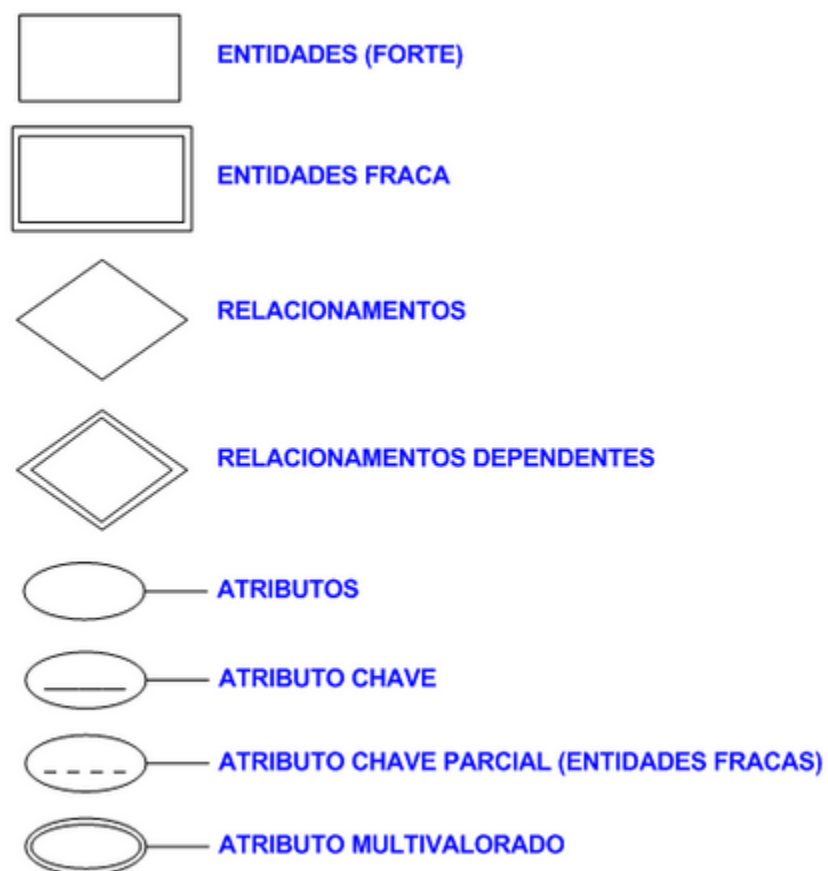 ENTIDADES (FORTE)
ENTIDADES FRACA
RELACIONAMENTOS
RELACIONAMENTOS DEPENDENTES
ATRIBUTOS
ATRIBUTO CHAVE
ATRIBUTO CHAVE PARCIAL (ENTIDADES FRACAS)
ATRIBUTO MULTIVALORADO